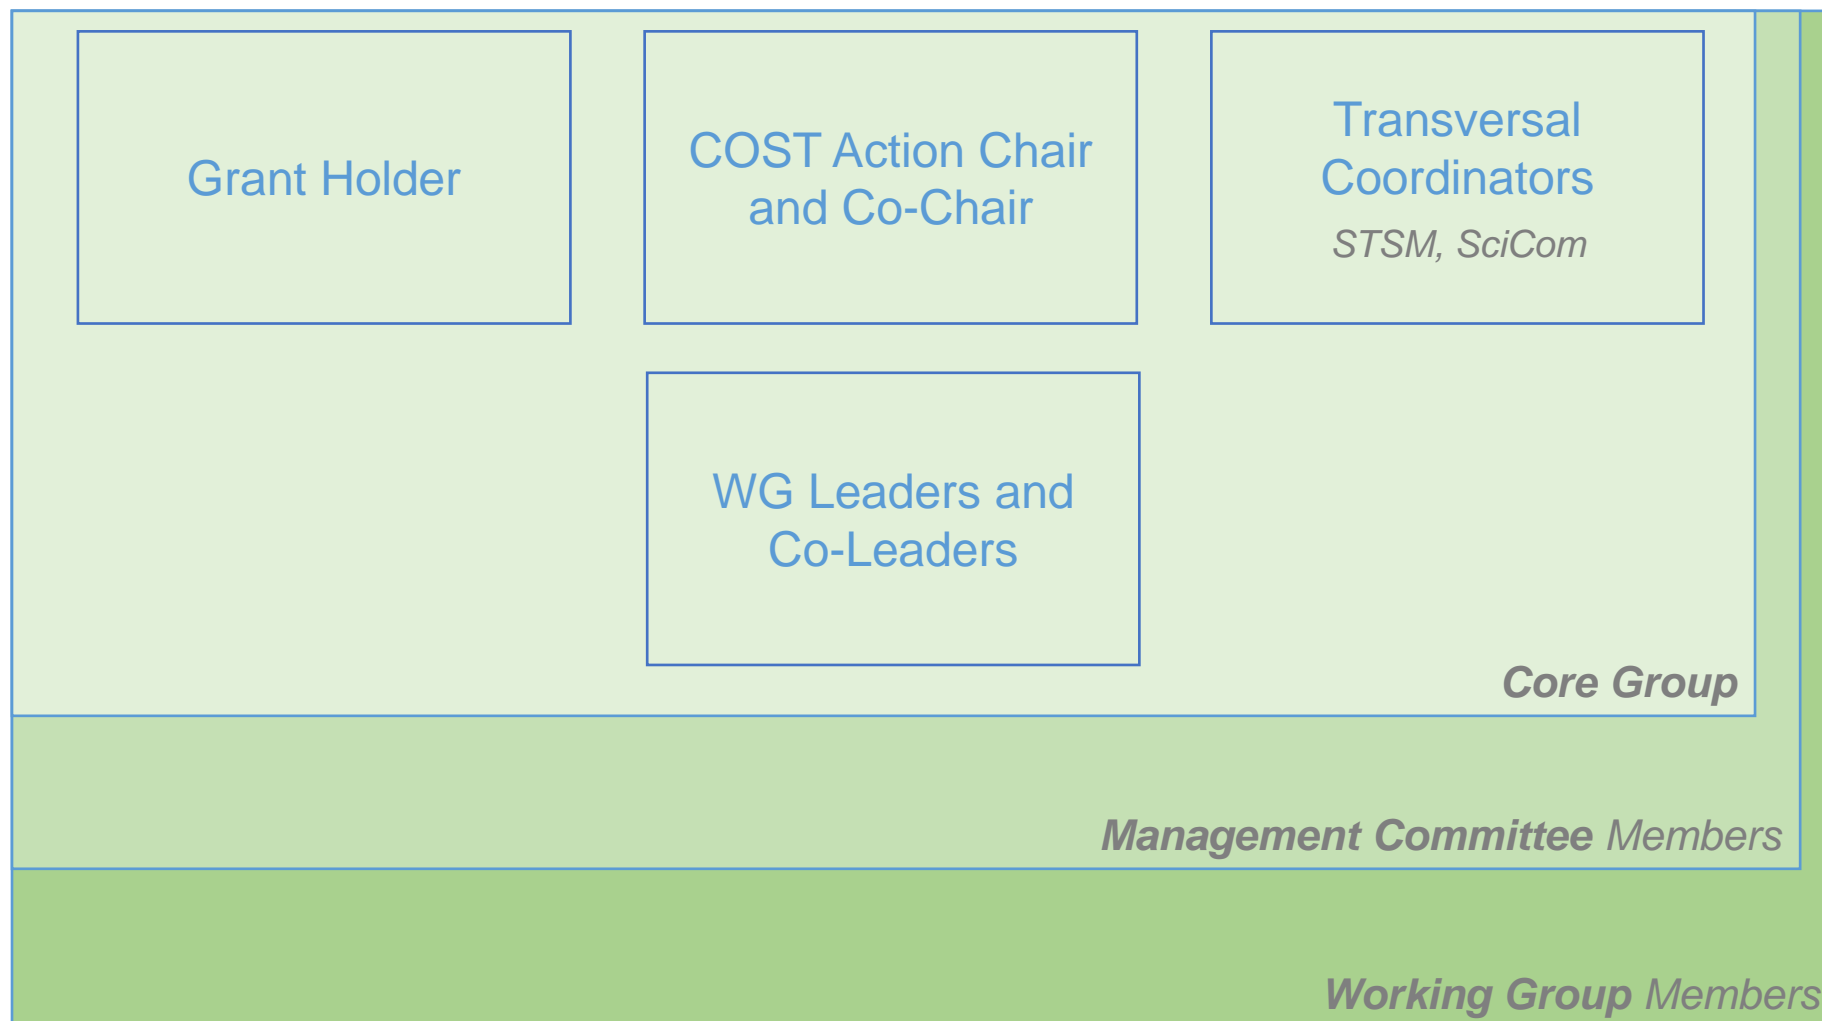 Grant Holder
COST Action Chair
and Co-Chair
Transversal
Coordinators
STSM, SciCom
WG Leaders and
Co-Leaders
Core Group
Management Committee Members
Working Group Members